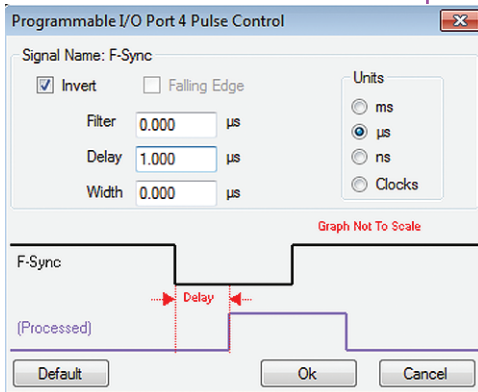 Programmable I/O Port 4 Pulse Control
Signal Name: F-Sync
Invert
Falling Edge
Filter 0.000 µs
Delay 1.000 µs
Width 0.000 µs
Units
ms
µs
ns
Clocks
Graph Not To Scale
F-Sync
Delay
(Processed)
Default
Ok
Cancel